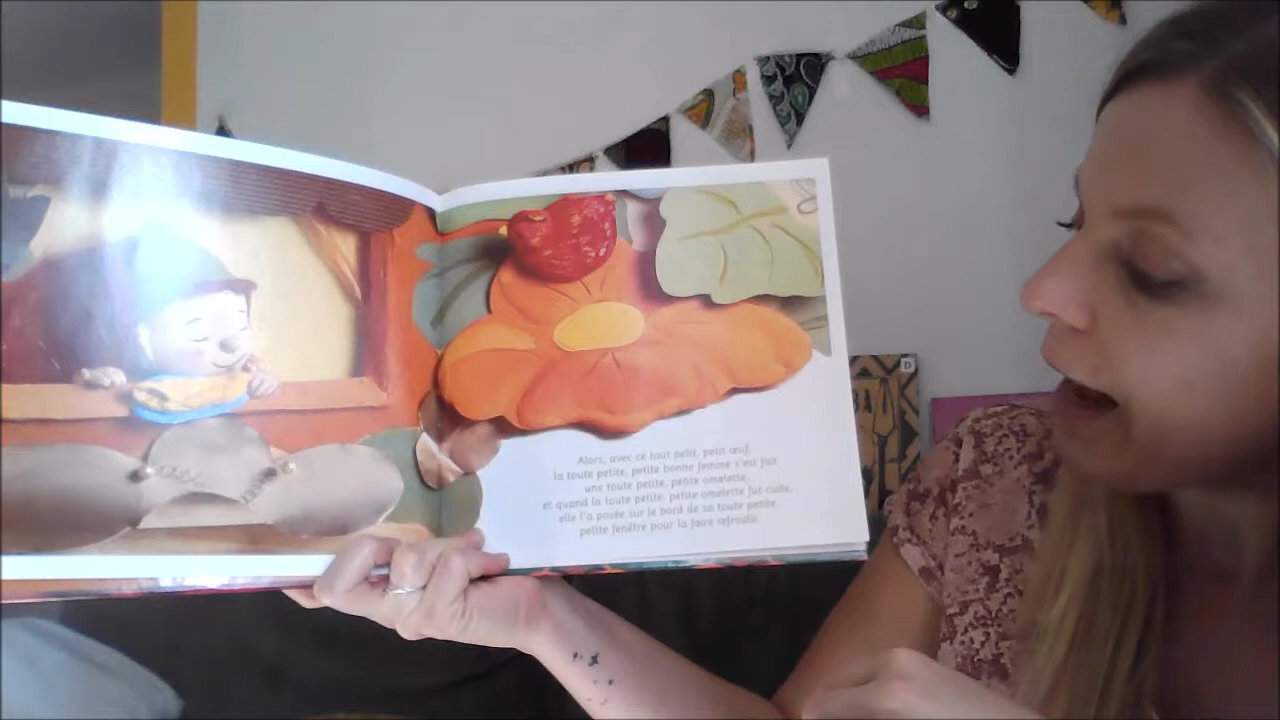 Alors, avec ce tout petit, petit œuf,
la toute petite, petite bonne femme s'est fait
une toute petite, petite omelette,
et quand la toute petite, petite omelette fut cuite,
elle l'a posée sur le bord de sa toute petite,
petite fenêtre pour la faire refroidir.
D
BA